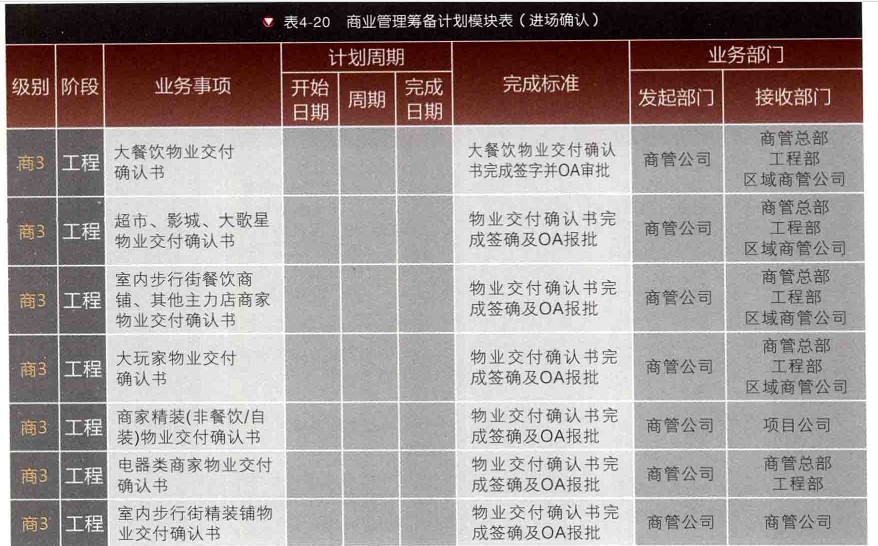 表4-20 商业管理筹备计划模块表（进场确认）
级别 阶段 业务事项 计划周期 完成标准 业务部门
开始
日期 周期 完成
日期 发起部门 接收部门
商3 工程 大餐饮物业交付
确认书 大餐饮物业交付确认
书完成签字并OA审批 商管公司 商管总部
工程部
区域商管公司
商3 工程 超市、影城、大歌星
物业交付确认书 物业交付确认书完
成签确及OA报批 商管公司 商管总部
工程部
区域商管公司
商3 工程 室内步行街餐饮商
铺、其他主力店商家
物业交付确认书 物业交付确认书完
成签确及OA报批 商管公司 商管总部
工程部
区域商管公司
商3 工程 大玩家物业交付
确认书 物业交付确认书完
成签确及OA报批 商管公司 商管总部
工程部
区域商管公司
商3 工程 商家精装(非餐饮/自
装)物业交付确认书 物业交付确认书完
成签确及OA报批 商管公司 项目公司
商3 工程 电器类商家物业交付
确认书 物业交付确认书完
成签确及OA报批 商管公司 商管总部
工程部
商3 工程 室内步行街精装铺物
业交付确认书 物业交付确认书完
成签确及OA报批 商管公司 商管公司